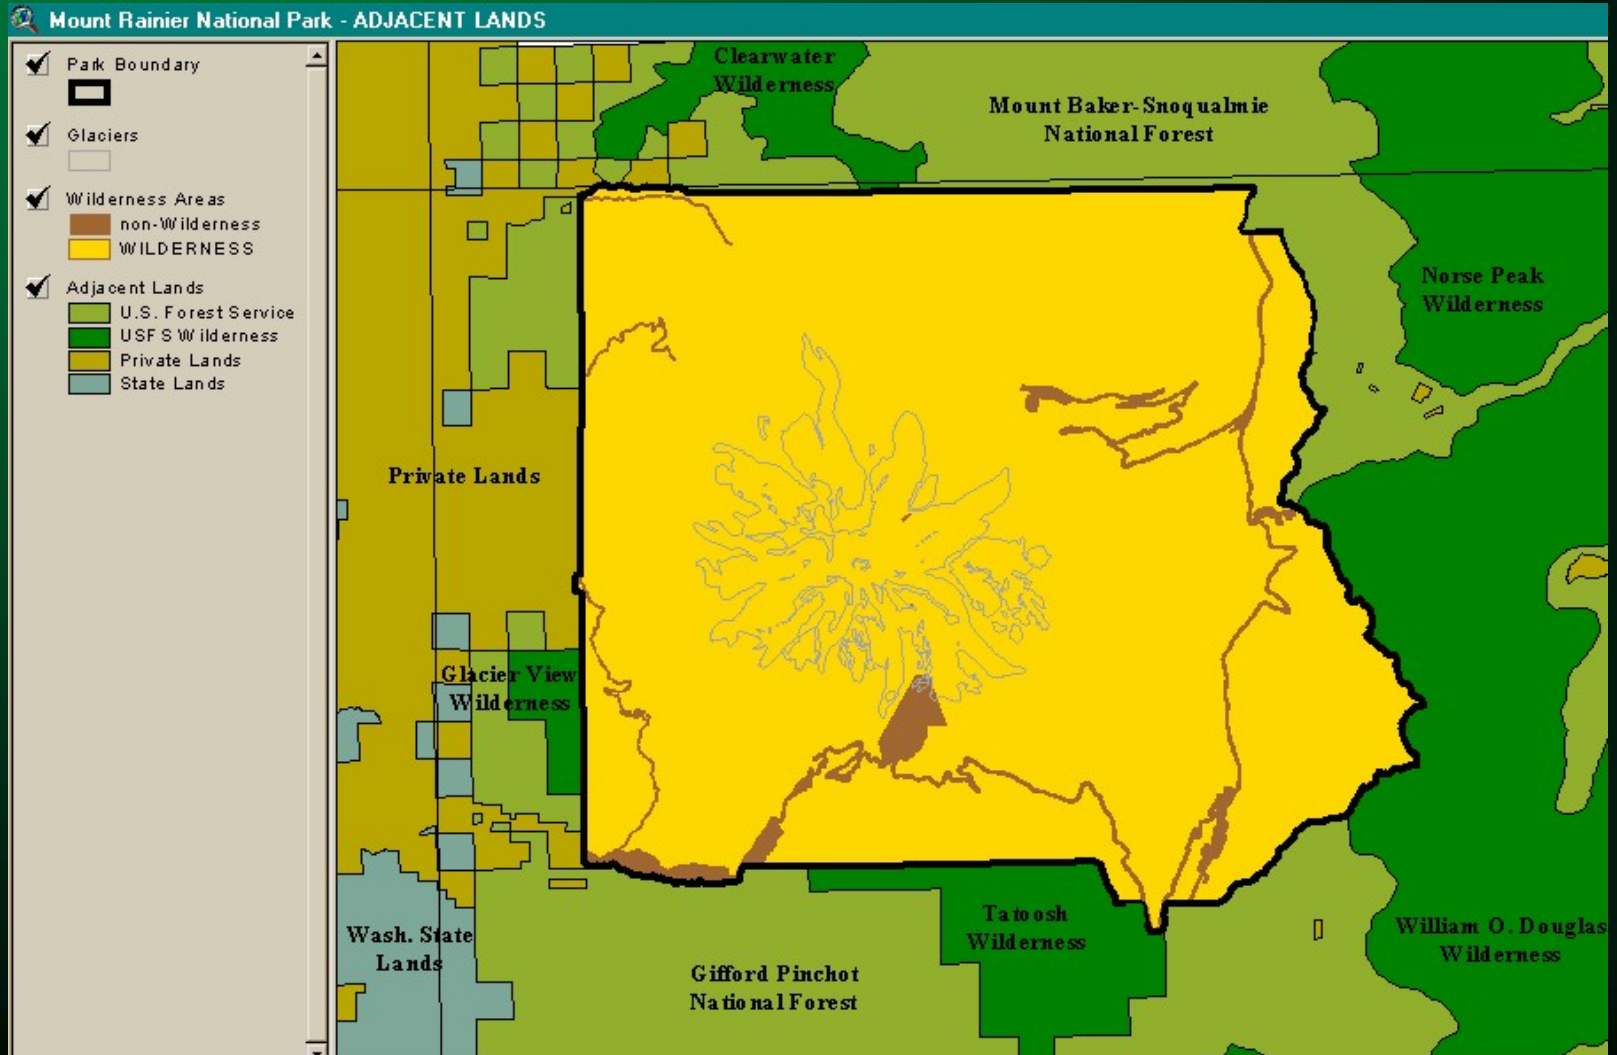 Mount Rainier National Park - ADJACENT LANDS
Park Boundary
Glaciers
Wilderness Areas
non-Wilderness
WILDERNESS
Adjacent Lands
U.S. Forest Service
USFS Wilderness
Private Lands
State Lands
Clearwater
Wilderness
Mount Baker-Snoqualmie
National Forest
Norse Peak
Wilderness
Private Lands
Glacier View
Wilderness
Wash. State
Lands
Gifford Pinchot
National Forest
Tatoosh
Wilderness
William O. Douglas
Wilderness